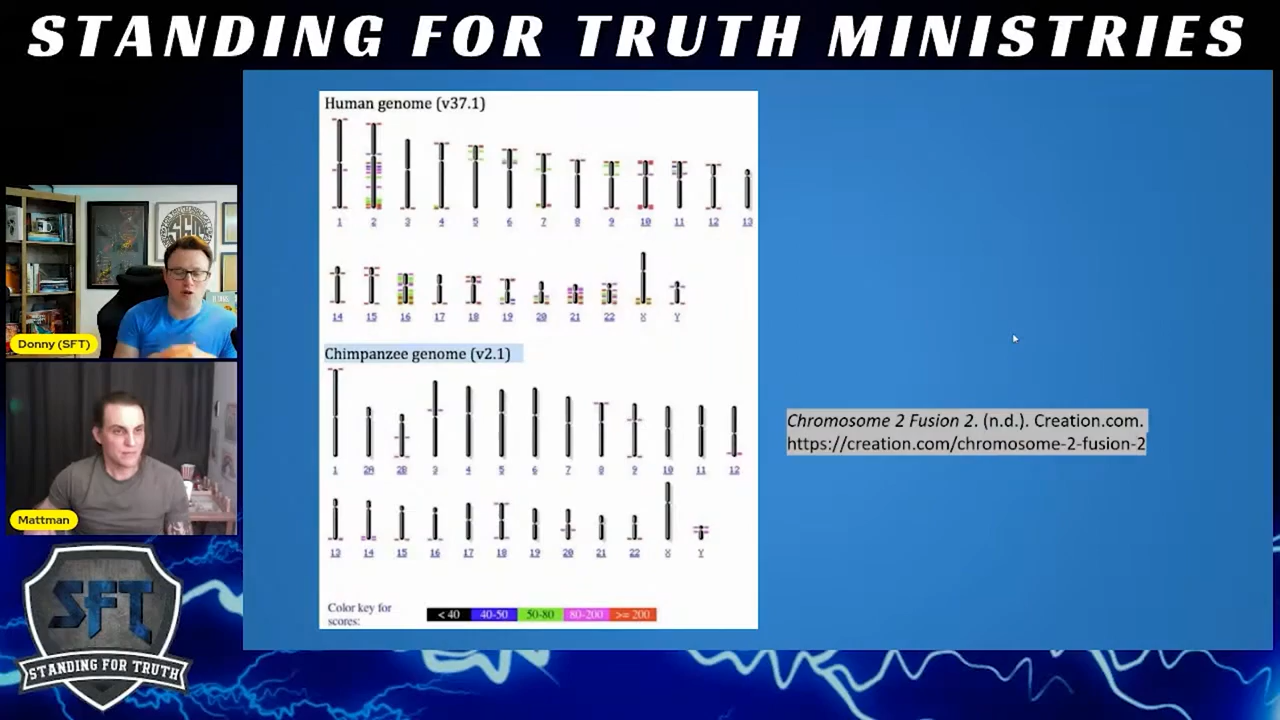 STANDING FOR TRUTH MINISTRIES
Human genome (v37.1)
1 2 3 4 5 6 7 8 9 10 11 12 13
14 15 16 17 18 19 20 21 22 X Y
Chimpanzee genome (v2.1)
1 2A 2B 3 4 5 6 7 8 9 10 11 12
13 14 15 16 17 18 19 20 21 22 X Y
Color key for
scores:
< 40 40-50 50-80 80-200 >= 200
Chromosome 2 Fusion 2. (n.d.). Creation.com.
https://creation.com/chromosome-2-fusion-2
Donny (SFT)
Mattman
SFT
STANDING FOR TRUTH